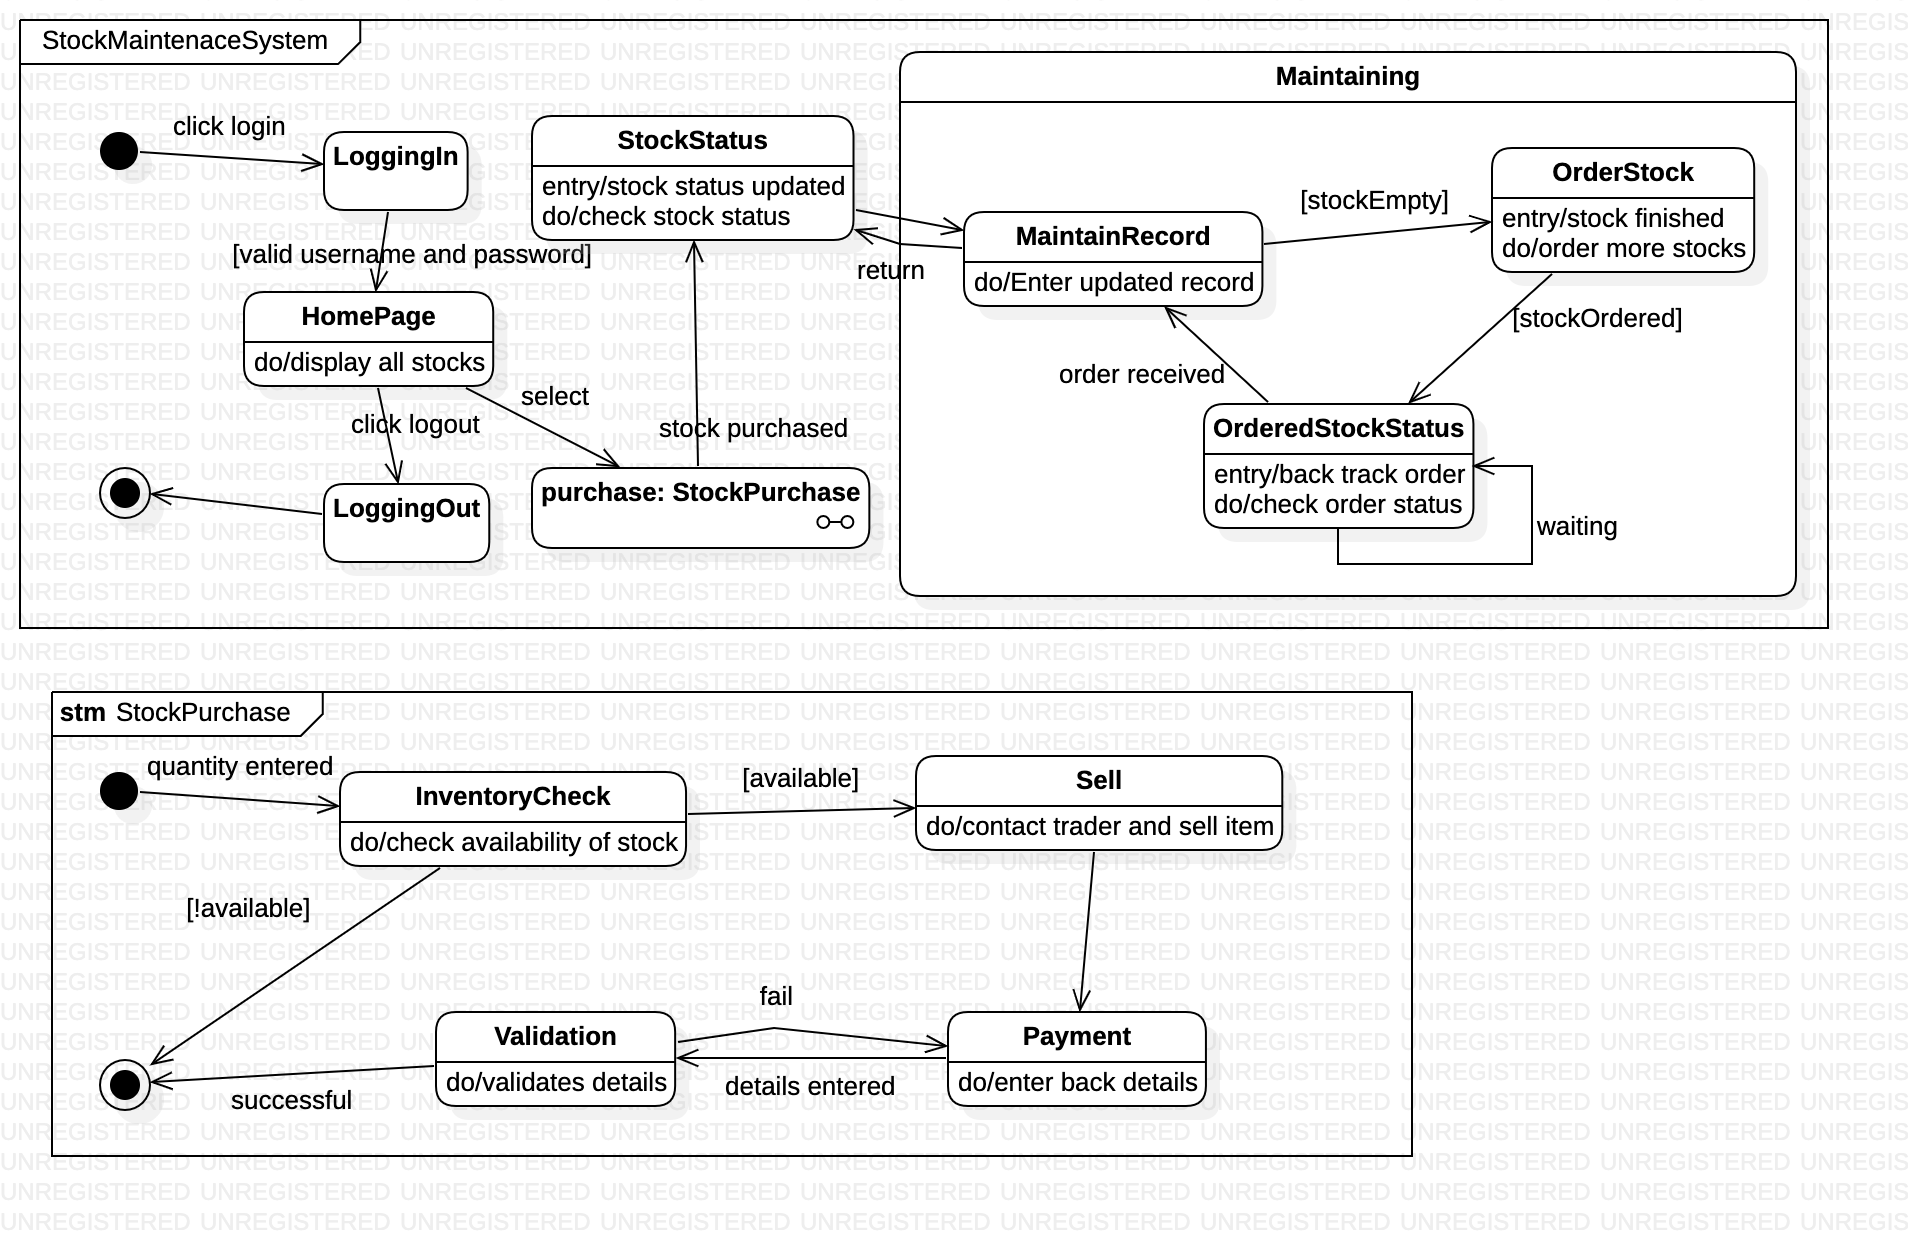 StockMaintenaceSystem
click login
LoggingIn
[valid username and password]
HomePage
do/display all stocks
click logout
LoggingOut
select
StockStatus
entry/stock status updated
do/check stock status
stock purchased
purchase: StockPurchase
return
Maintaining
MaintainRecord
do/Enter updated record
[stockEmpty]
OrderStock
entry/stock finished
do/order more stocks
[stockOrdered]
order received
OrderedStockStatus
entry/back track order
do/check order status
waiting
stm StockPurchase
quantity entered
InventoryCheck
do/check availability of stock
[available]
Sell
do/contact trader and sell item
[!available]
fail
Validation
do/validates details
Payment
do/enter back details
details entered
successful
UNREGISTERED